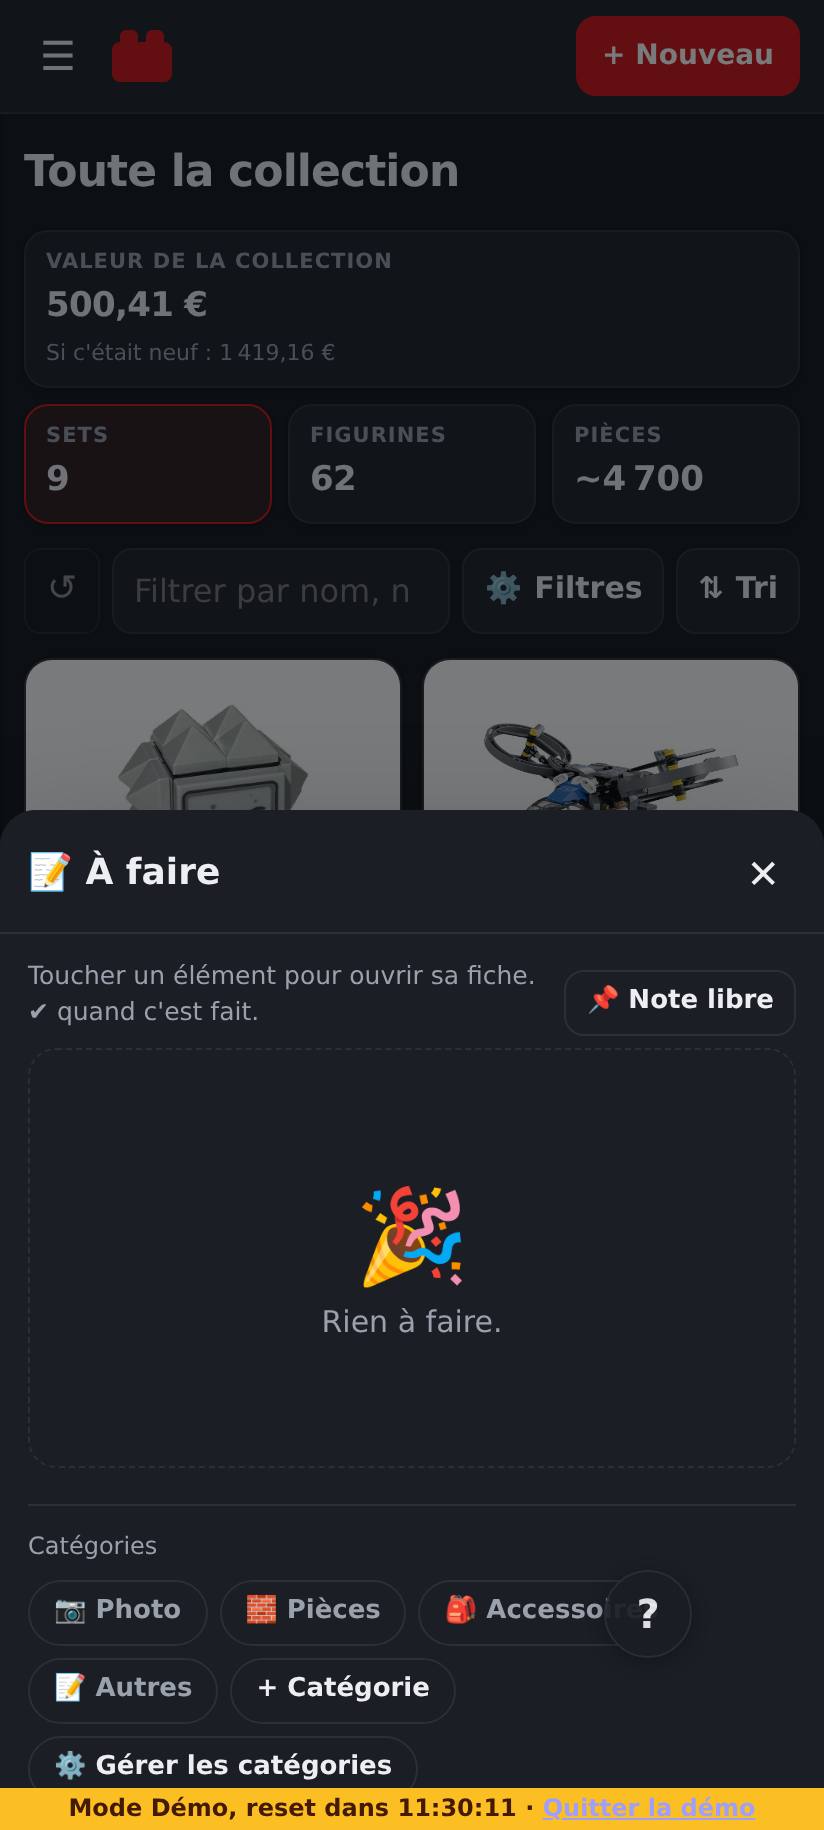 ☰ + Nouveau
Toute la collection
VALEUR DE LA COLLECTION
500,41 €
Si c'était neuf : 1 419,16 €
SETS FIGURINES PIÈCES
9 62 ~4 700
↺ Filtrer par nom, n ⚙️ Filtres ⇅ Tri
📝 À faire ✕
Toucher un élément pour ouvrir sa fiche.
✔ quand c'est fait.
📌 Note libre
🎉
Rien à faire.
Catégories
📷 Photo 🧱 Pièces 🎒 Accessoire ?
📝 Autres + Catégorie
⚙️ Gérer les catégories
Mode Démo, reset dans 11:30:11 · Quitter la démo